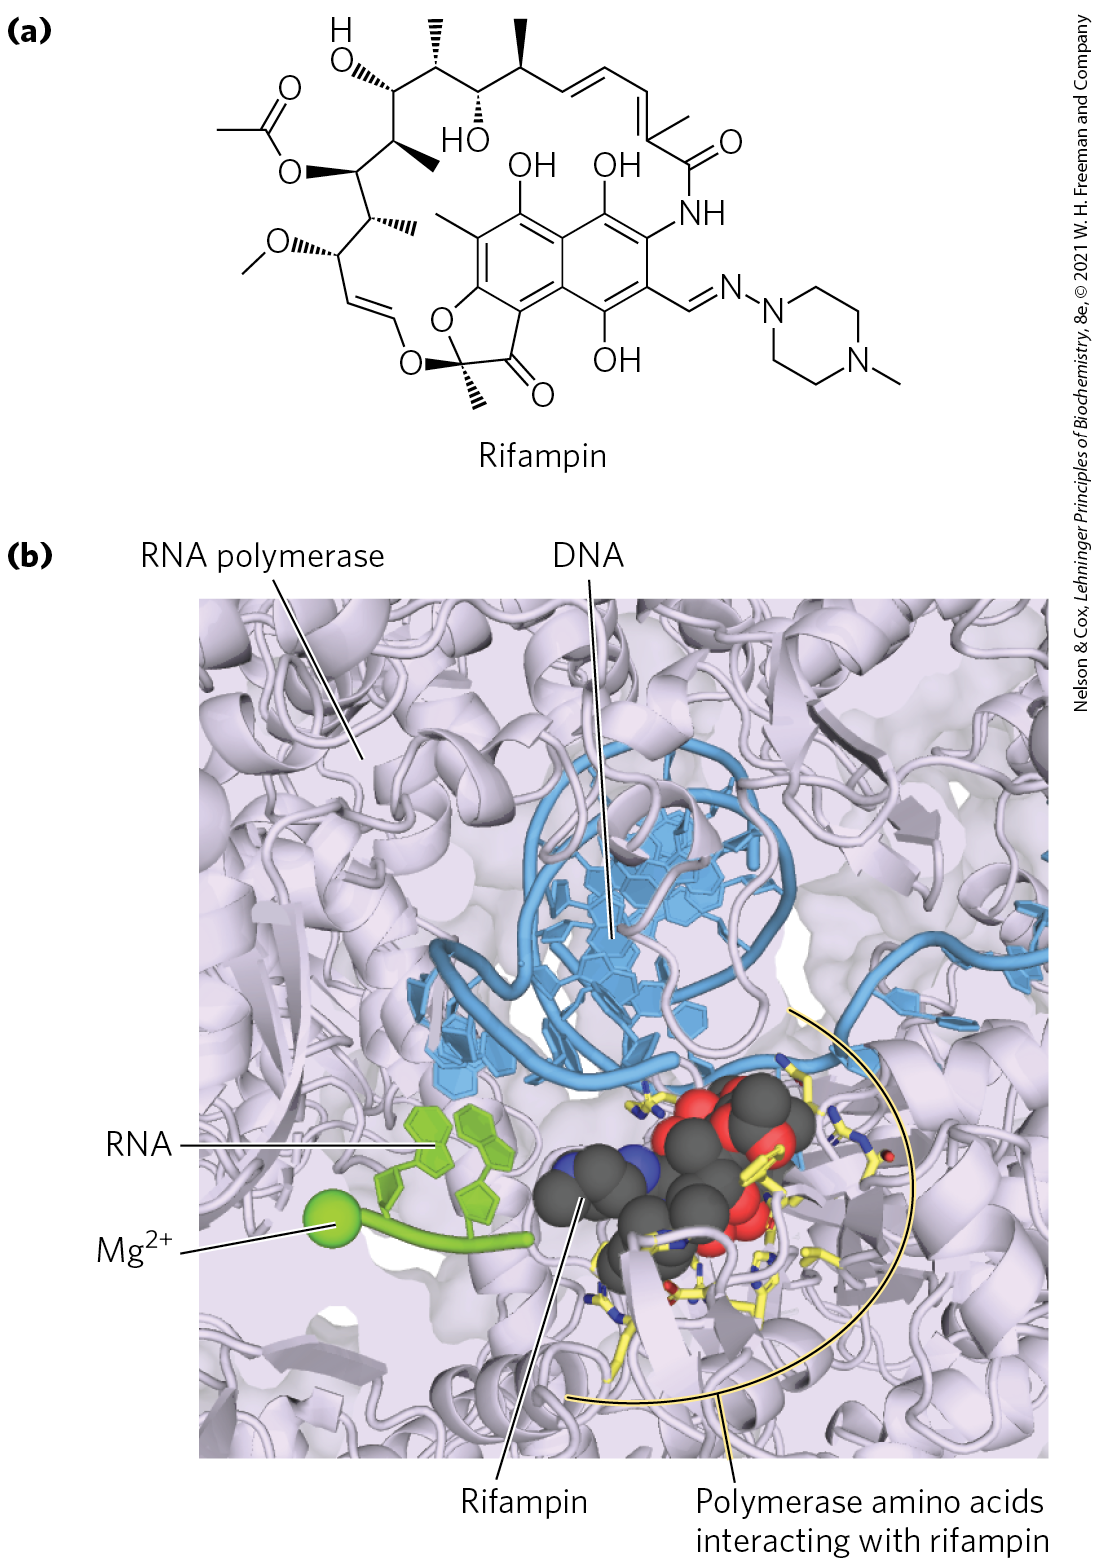 (a)
H
O
O
HO
O
OH
OH
O
NH
O
N
N
O
O
OH
N
O
Rifampin
(b)
RNA polymerase
DNA
RNA
Mg2+
Rifampin
Polymerase amino acids
interacting with rifampin
Nelson & Cox, Lehninger Principles of Biochemistry, 8e, © 2021 W. H. Freeman and Company